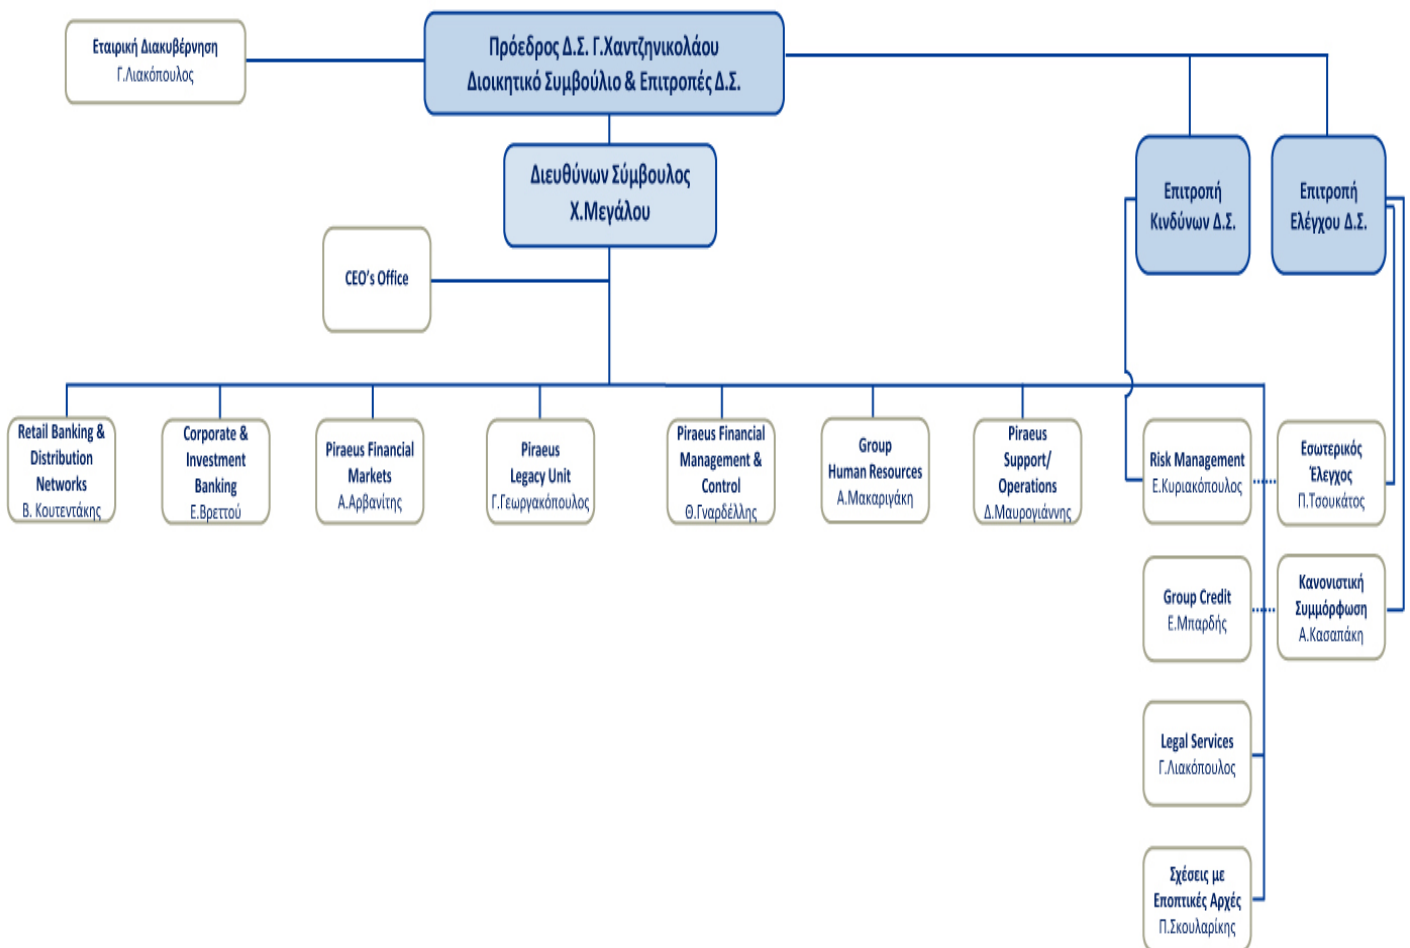 Εταιρική Διακυβέρνηση
Γ.Λιακόπουλος
Πρόεδρος Δ.Σ. Γ.Χαντζηνικολάου
Διοικητικό Συμβούλιο & Επιτροπές Δ.Σ.
Διευθύνων Σύμβουλος
Χ.Μεγάλου
Επιτροπή
Κινδύνων Δ.Σ.
Επιτροπή
Ελέγχου Δ.Σ.
CEO's Office
Retail Banking &
Distribution
Networks
Β. Κουτεντάκης
Corporate &
Investment
Banking
Ε.Βρεττού
Piraeus Financial
Markets
Α.Αρβανίτης
Piraeus
Legacy Unit
Γ.Γεωργακόπουλος
Piraeus Financial
Management &
Control
Θ.Γναρδέλλης
Group
Human Resources
Α.Μακαριγάκη
Piraeus
Support/
Operations
Δ.Μαυρογιάννης
Risk Management
Ε.Κυριακόπουλος
Εσωτερικός
Έλεγχος
Π.Τσουκάτος
Group Credit
Ε.Μπαρδής
Κανονιστική
Συμμόρφωση
Α.Κασαπάκη
Legal Services
Γ.Λιακόπουλος
Σχέσεις με
Εποπτικές Αρχές
Π.Σκουλαρίκης